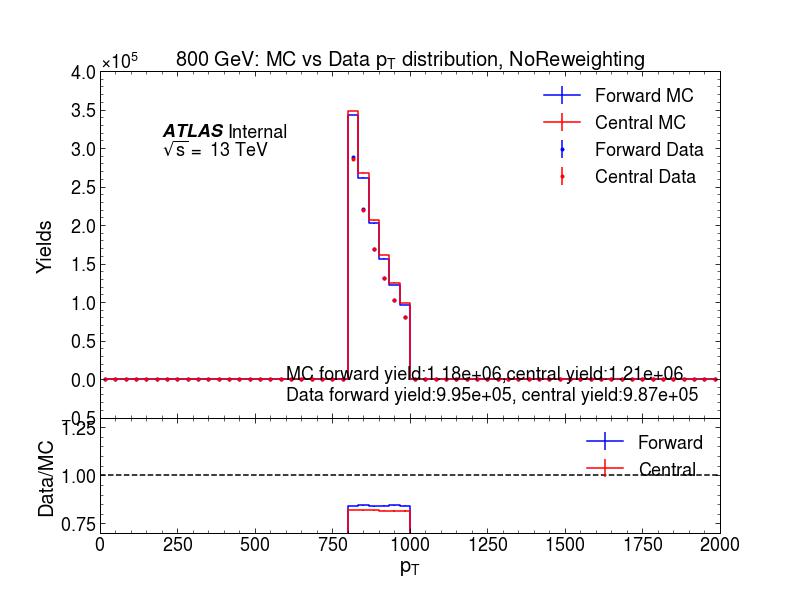 800 GeV: MC vs Data pT distribution, NoReweighting
×10⁵
4.0
3.5
3.0
2.5
2.0
1.5
1.0
0.5
0.0
0.5
Yields
ATLAS Internal
√s = 13 TeV
Forward MC
Central MC
Forward Data
Central Data
MC forward yield:1.18e+06 central yield:1.21e+06
Data forward yield:9.95e+05, central yield:9.87e+05
1.25
1.00
0.75
Data/MC
Forward
Central
0 250 500 750 1000 1250 1500 1750 2000
pT